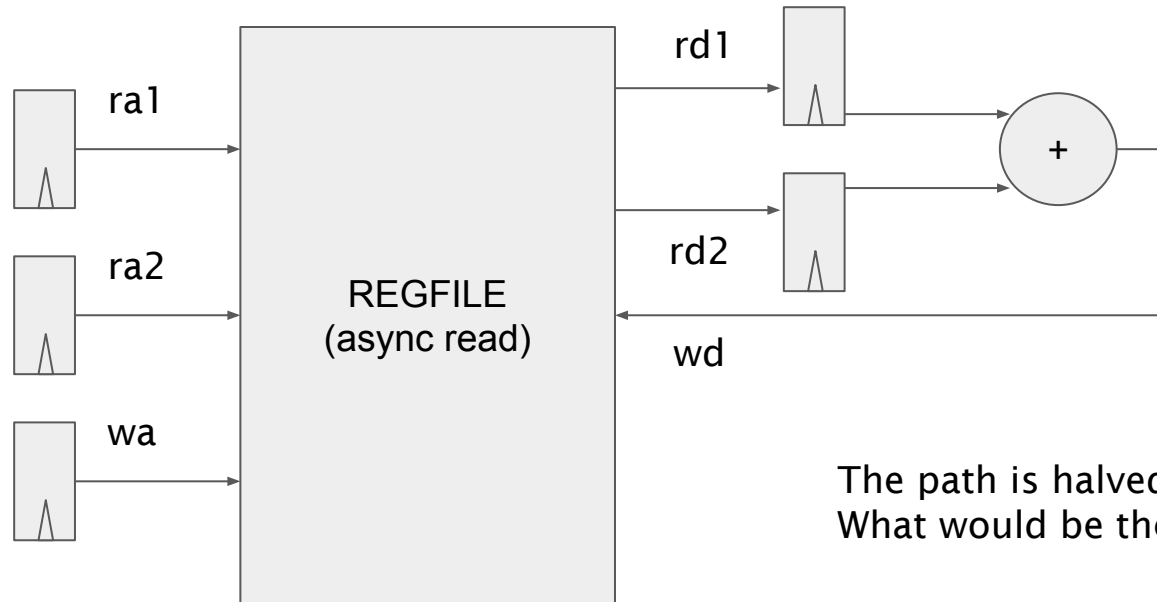 ra1
ra2
wa
REGFILE
(async read)
rd1
rd2
wd
+
The path is halved
What would be the